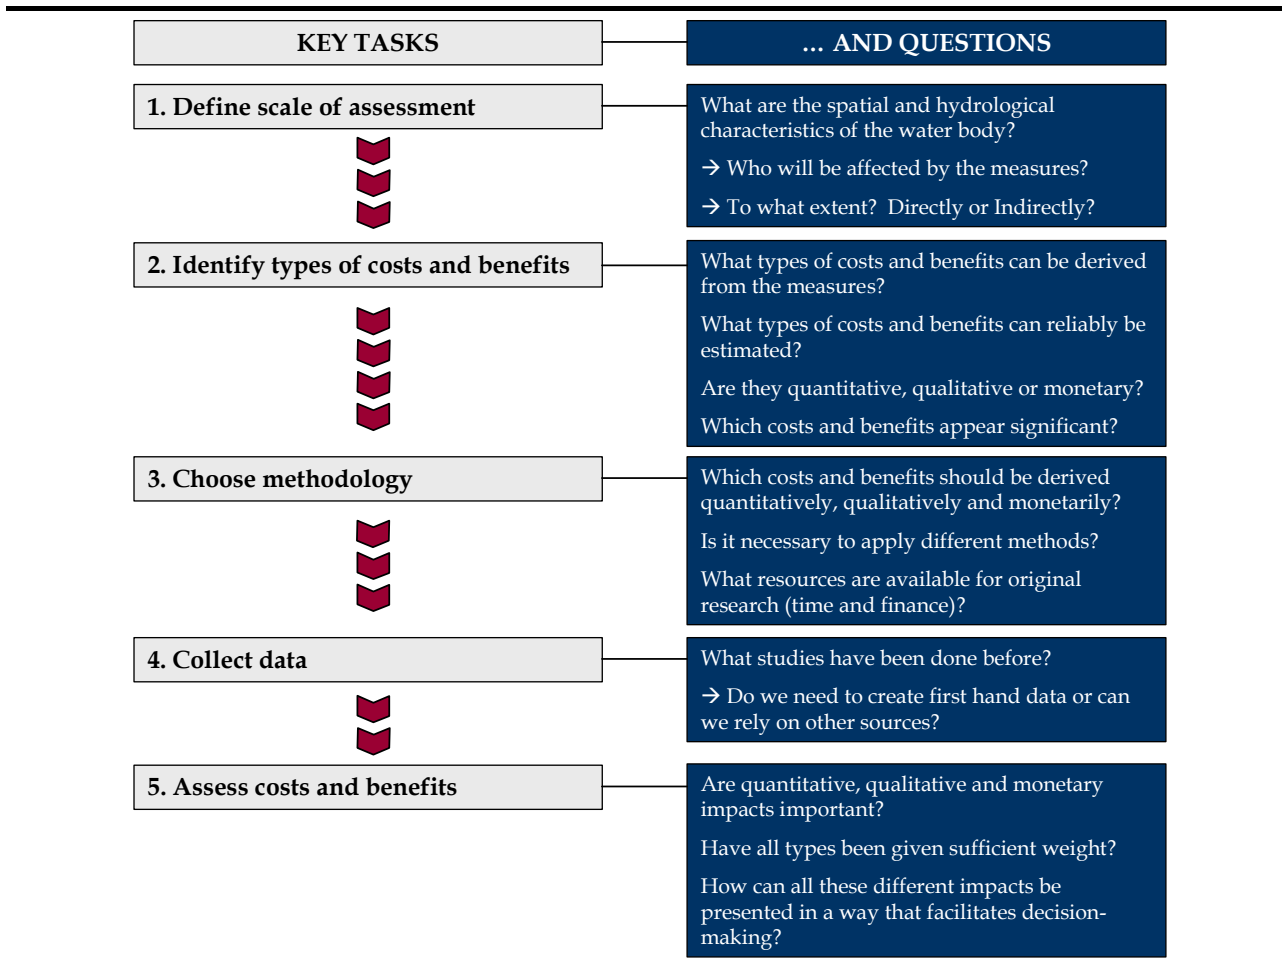 KEY TASKS
… AND QUESTIONS
1. Define scale of assessment
What are the spatial and hydrological
characteristics of the water body?
→ Who will be affected by the measures?
→ To what extent?  Directly or Indirectly?
2. Identify types of costs and benefits
What types of costs and benefits can be derived
from the measures?
What types of costs and benefits can reliably be
estimated?
Are they quantitative, qualitative or monetary?
Which costs and benefits appear significant?
3. Choose methodology
Which costs and benefits should be derived
quantitatively, qualitatively and monetarily?
Is it necessary to apply different methods?
What resources are available for original
research (time and finance)?
4. Collect data
What studies have been done before?
→ Do we need to create first hand data or can
we rely on other sources?
5. Assess costs and benefits
Are quantitative, qualitative and monetary
impacts important?
Have all types been given sufficient weight?
How can all these different impacts be
presented in a way that facilitates decision-
making?